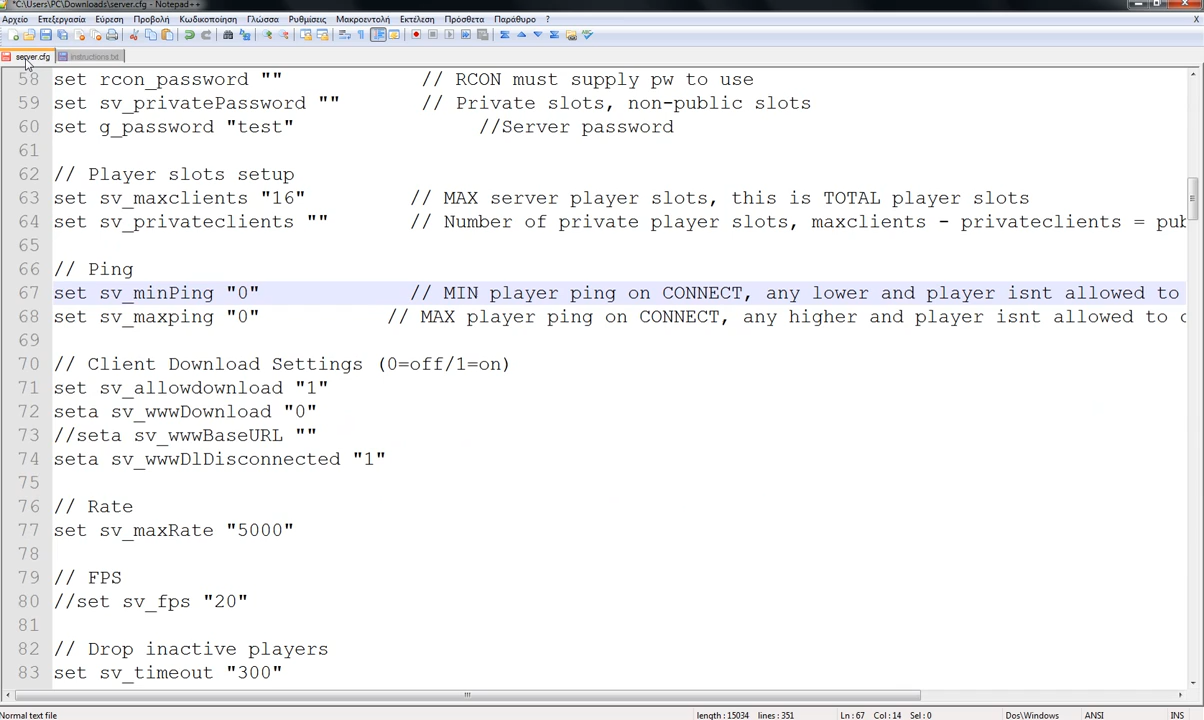 *C:\Users\PC\Downloads\server.cfg - Notepad++
Αρχείο Επεξεργασία Εύρεση Προβολή Κωδικοποίηση Γλώσσα Ρυθμίσεις Μακροεντολή Εκτέλεση Πρόσθετα Παράθυρο ? X
server.cfg instructions.txt
58 set rcon_password "" // RCON must supply pw to use
59 set sv_privatePassword "" // Private slots, non-public slots
60 set g_password "test" //Server password
61
62 // Player slots setup
63 set sv_maxclients "16" // MAX server player slots, this is TOTAL player slots
64 set sv_privateclients "" // Number of private player slots, maxclients - privateclients = pub
65
66 // Ping
67 set sv_minPing "0" // MIN player ping on CONNECT, any lower and player isnt allowed to
68 set sv_maxping "0" // MAX player ping on CONNECT, any higher and player isnt allowed to c
69
70 // Client Download Settings (0=off/1=on)
71 set sv_allowdownload "1"
72 seta sv_wwwDownload "0"
73 //seta sv_wwwBaseURL ""
74 seta sv_wwwDlDisconnected "1"
75
76 // Rate
77 set sv_maxRate "5000"
78
79 // FPS
80 //set sv_fps "20"
81
82 // Drop inactive players
83 set sv_timeout "300"
Normal text file length : 15034 lines : 351 Ln : 67 Col : 14 Sel : 0 Dos\Windows ANSI INS